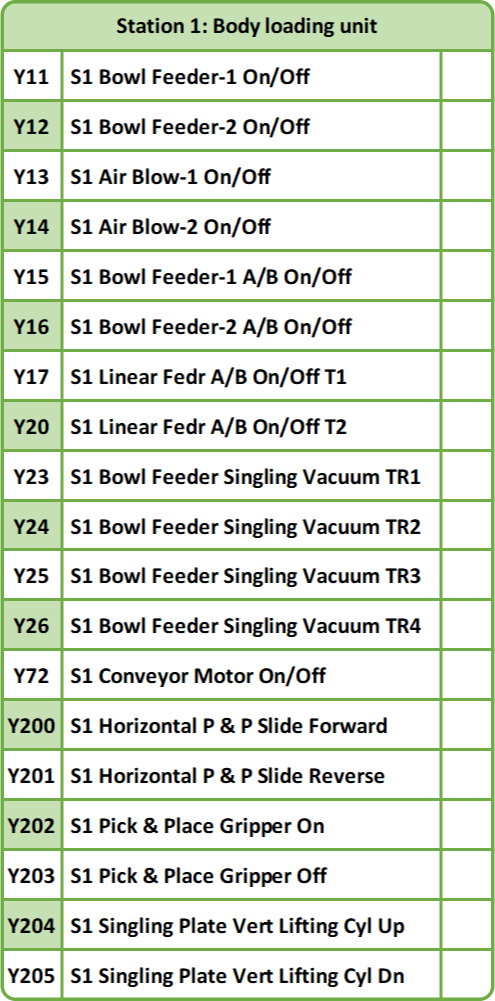 Station 1: Body loading unit
Y11 S1 Bowl Feeder-1 On/Off
Y12 S1 Bowl Feeder-2 On/Off
Y13 S1 Air Blow-1 On/Off
Y14 S1 Air Blow-2 On/Off
Y15 S1 Bowl Feeder-1 A/B On/Off
Y16 S1 Bowl Feeder-2 A/B On/Off
Y17 S1 Linear Fedr A/B On/Off T1
Y20 S1 Linear Fedr A/B On/Off T2
Y23 S1 Bowl Feeder Singling Vacuum TR1
Y24 S1 Bowl Feeder Singling Vacuum TR2
Y25 S1 Bowl Feeder Singling Vacuum TR3
Y26 S1 Bowl Feeder Singling Vacuum TR4
Y72 S1 Conveyor Motor On/Off
Y200 S1 Horizontal P & P Slide Forward
Y201 S1 Horizontal P & P Slide Reverse
Y202 S1 Pick & Place Gripper On
Y203 S1 Pick & Place Gripper Off
Y204 S1 Singling Plate Vert Lifting Cyl Up
Y205 S1 Singling Plate Vert Lifting Cyl Dn